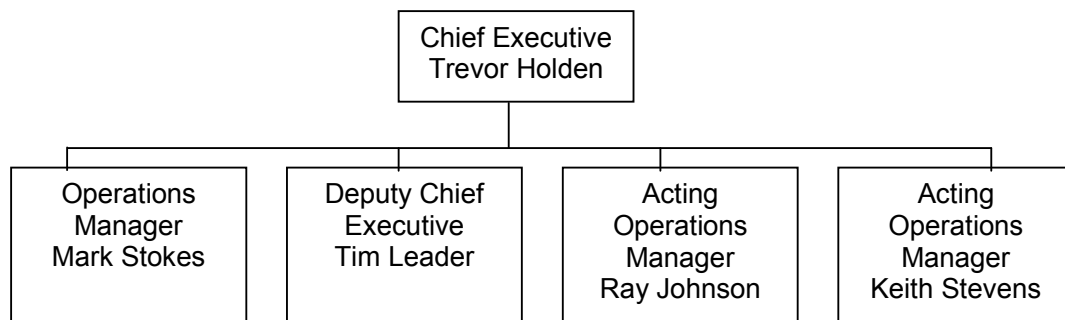 Chief Executive
Trevor Holden
Operations
Manager
Mark Stokes
Deputy Chief
Executive
Tim Leader
Acting
Operations
Manager
Ray Johnson
Acting
Operations
Manager
Keith Stevens